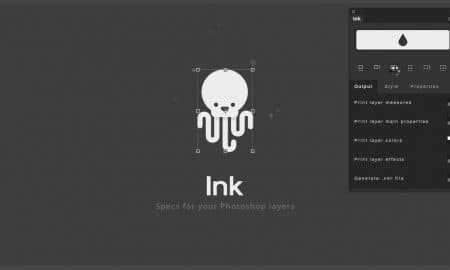 Ink
Specs for your Photoshop layers
Ink
Output Style Properties
Print layer measures
Print layer main properties
Print layer colors
Print layer effects
Generate .xxx file